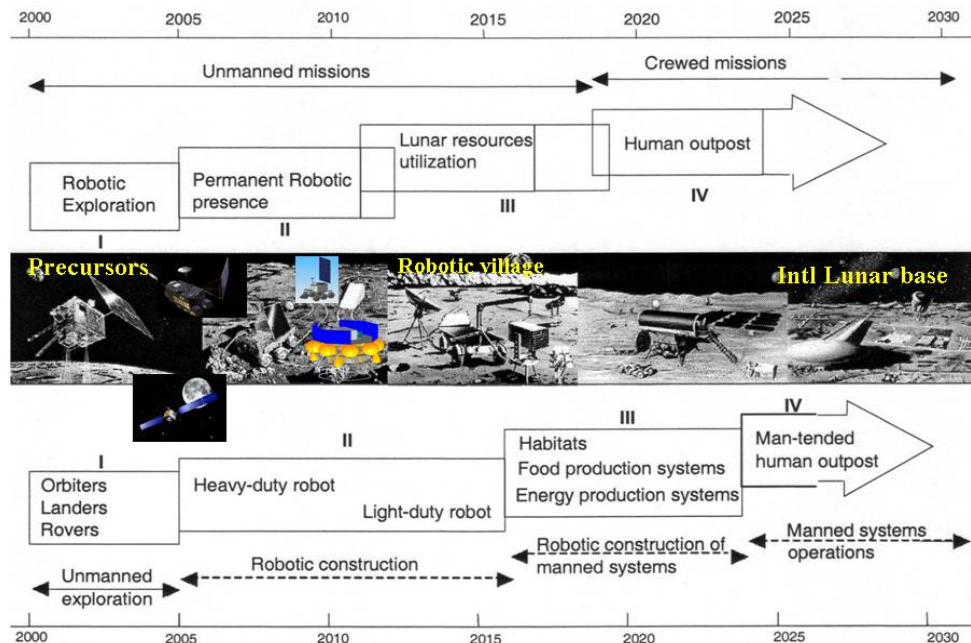 2000 2005 2010 2015 2020 2025 2030
Unmanned missions
Crewed missions
Robotic
Exploration
I
Permanent Robotic
presence
II
Lunar resources
utilization
III
Human outpost
IV
Precursors
Robotic village
Intl Lunar base
I
Orbiters
Landers
Rovers
II
Heavy-duty robot
Light-duty robot
III
Habitats
Food production systems
Energy production systems
IV
Man-tended
human outpost
Unmanned
exploration
Robotic construction
Robotic construction of
manned systems
Manned systems
operations
2000 2005 2010 2015 2020 2025 2030